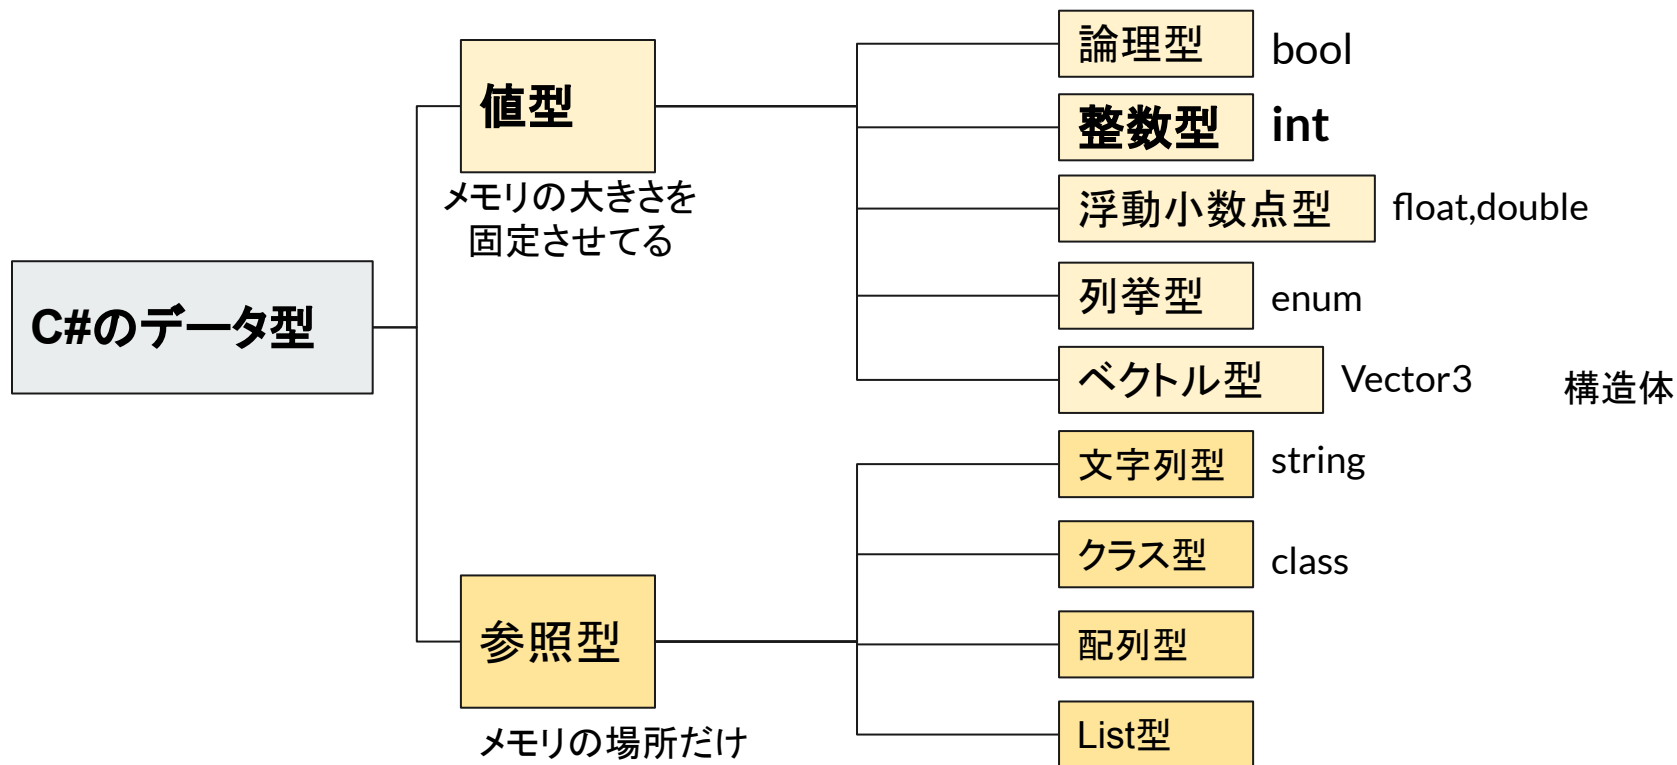 C#のデータ型
値型
メモリの大きさを
固定させてる
論理型 bool
整数型 int
浮動小数点型 float,double
列挙型 enum
ベクトル型 Vector3 構造体
参照型
メモリの場所だけ
文字列型 string
クラス型 class
配列型
List型